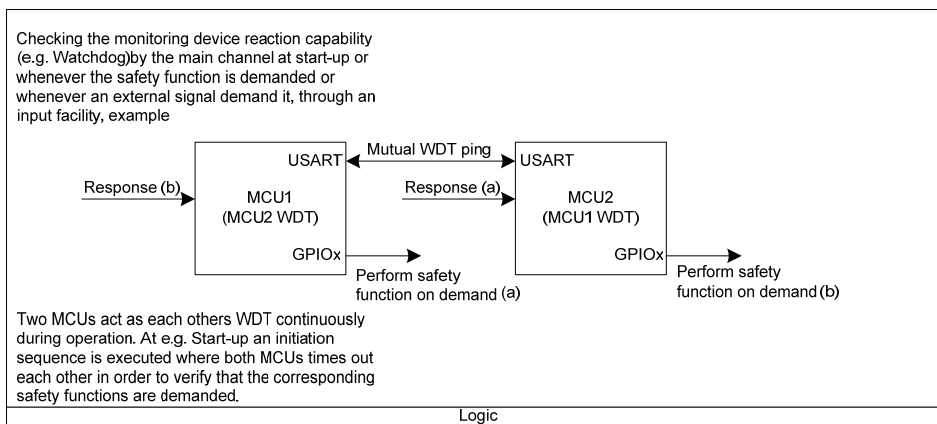 Checking the monitoring device reaction capability
(e.g. Watchdog)by the main channel at start-up or
whenever the safety function is demanded or
whenever an external signal demand it, through an
input facility, example
USART
Mutual WDT ping
USART
Response (b)
MCU1
(MCU2 WDT)
Response (a)
MCU2
(MCU1 WDT)
GPIOx
GPIOx
Perform safety
function on demand (a)
Perform safety
function on demand (b)
Two MCUs act as each others WDT continuously
during operation. At e.g. Start-up an initiation
sequence is executed where both MCUs times out
each other in order to verify that the corresponding
safety functions are demanded.
Logic